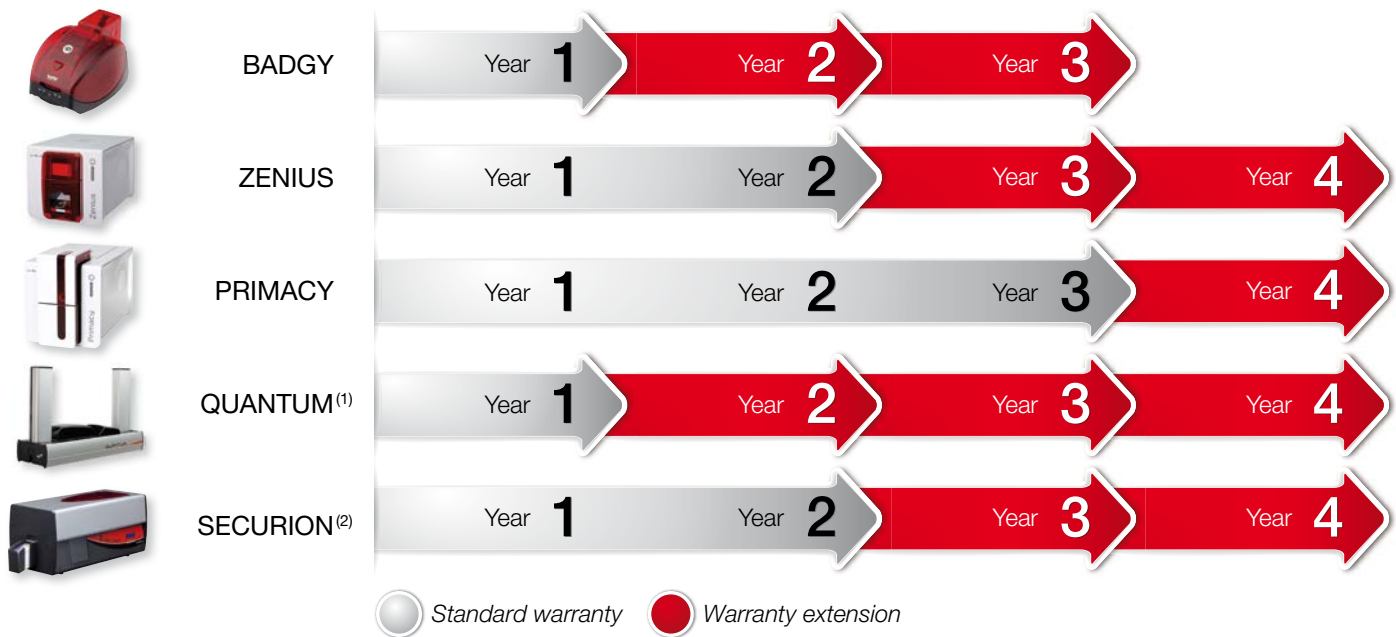 BADGY Year 1 Year 2 Year 3
ZENIUS Year 1 Year 2 Year 3 Year 4
Zenius
PRIMACY Year 1 Year 2 Year 3 Year 4
Primacy
QUANTUM(1) Year 1 Year 2 Year 3 Year 4
SECURION(2) Year 1 Year 2 Year 3 Year 4
Standard warranty Warranty extension